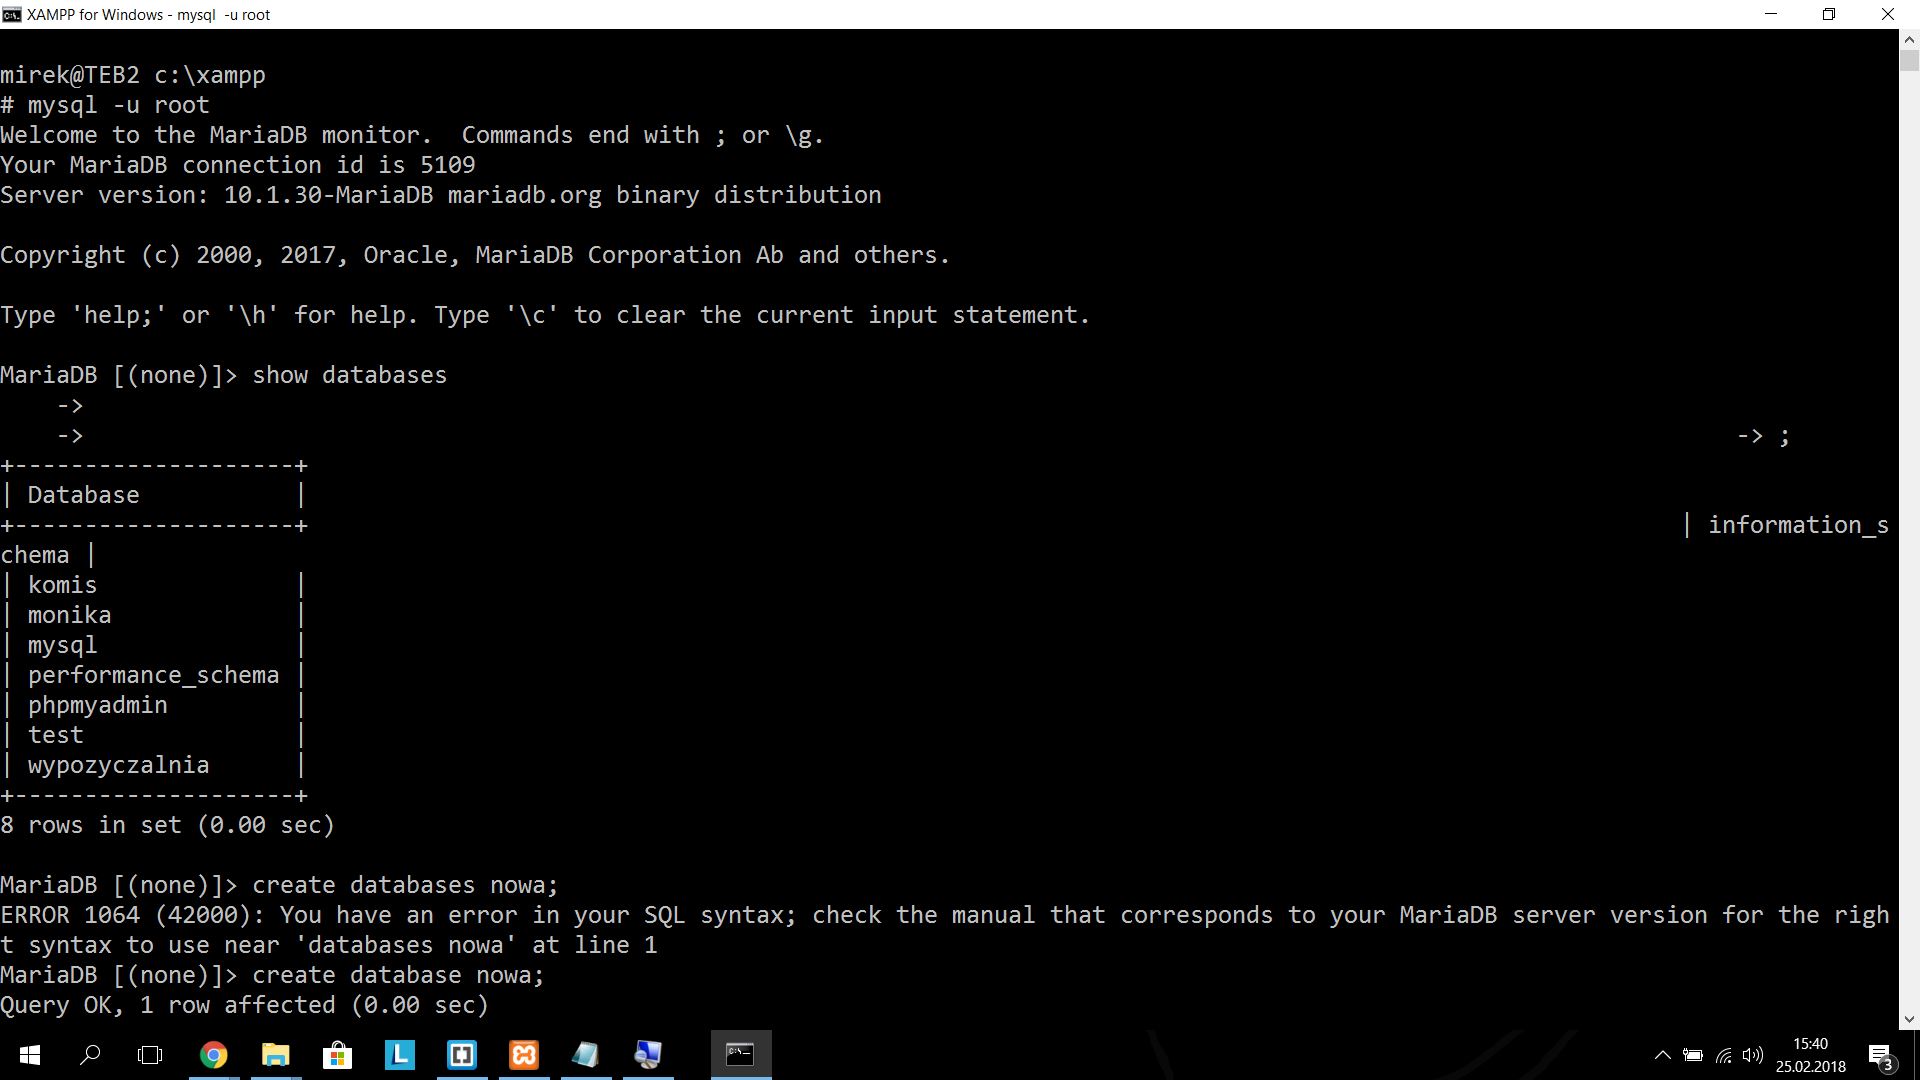 XAMPP for Windows - mysql  -u root
mirek@TEB2 c:\xampp
# mysql -u root
Welcome to the MariaDB monitor.  Commands end with ; or \g.
Your MariaDB connection id is 5109
Server version: 10.1.30-MariaDB mariadb.org binary distribution
Copyright (c) 2000, 2017, Oracle, MariaDB Corporation Ab and others.
Type 'help;' or '\h' for help. Type '\c' to clear the current input statement.
MariaDB [(none)]> show databases
    ->
    ->                                                                                                                      -> ;
+--------------------+
| Database           |
+--------------------+                                                                                                  | information_s
chema |
| komis              |
| monika             |
| mysql              |
| performance_schema |
| phpmyadmin         |
| test               |
| wypozyczalnia      |
+--------------------+
8 rows in set (0.00 sec)
MariaDB [(none)]> create databases nowa;
ERROR 1064 (42000): You have an error in your SQL syntax; check the manual that corresponds to your MariaDB server version for the righ
t syntax to use near 'databases nowa' at line 1
MariaDB [(none)]> create database nowa;
Query OK, 1 row affected (0.00 sec)
L
15:40
25.02.2018
3